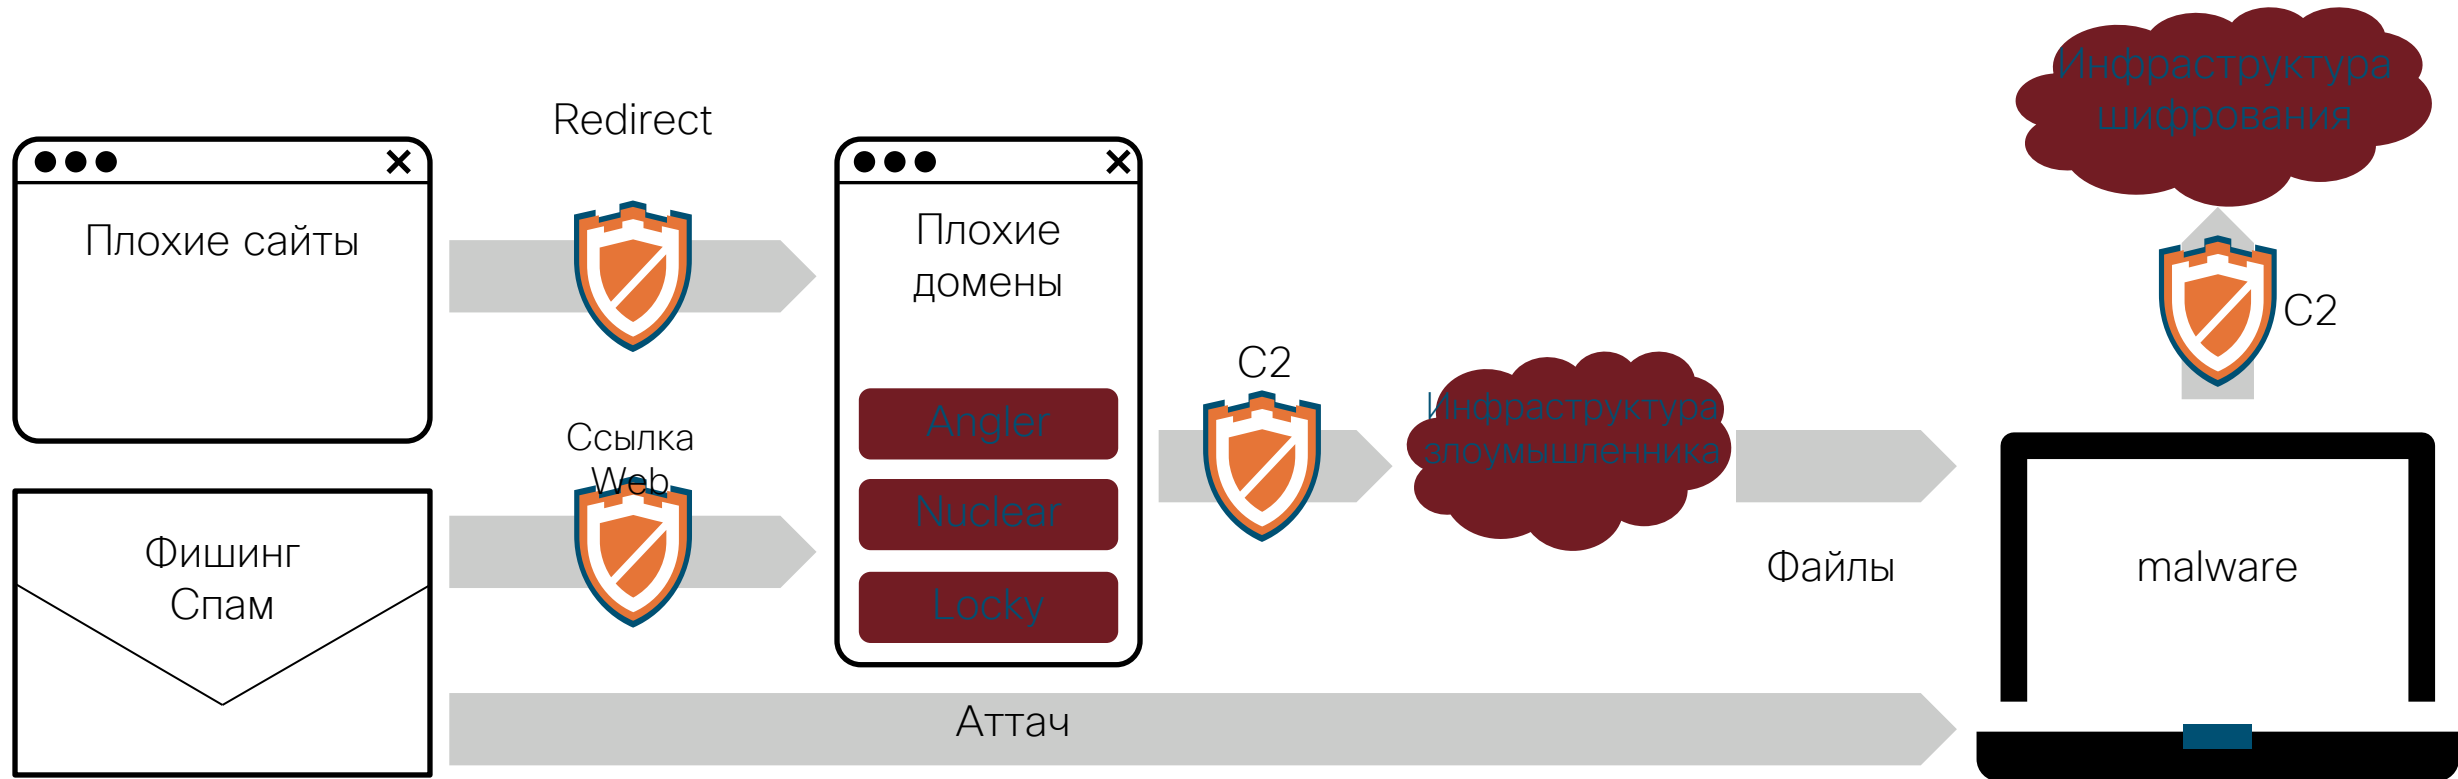 Redirect
Плохие сайты
Ссылка
Web
Фишинг
Спам
Плохие
домены
Angler
Nuclear
Locky
C2
Инфраструктура
злоумышленника
Файлы
Аттач
malware
C2
Инфраструктура
шифрования